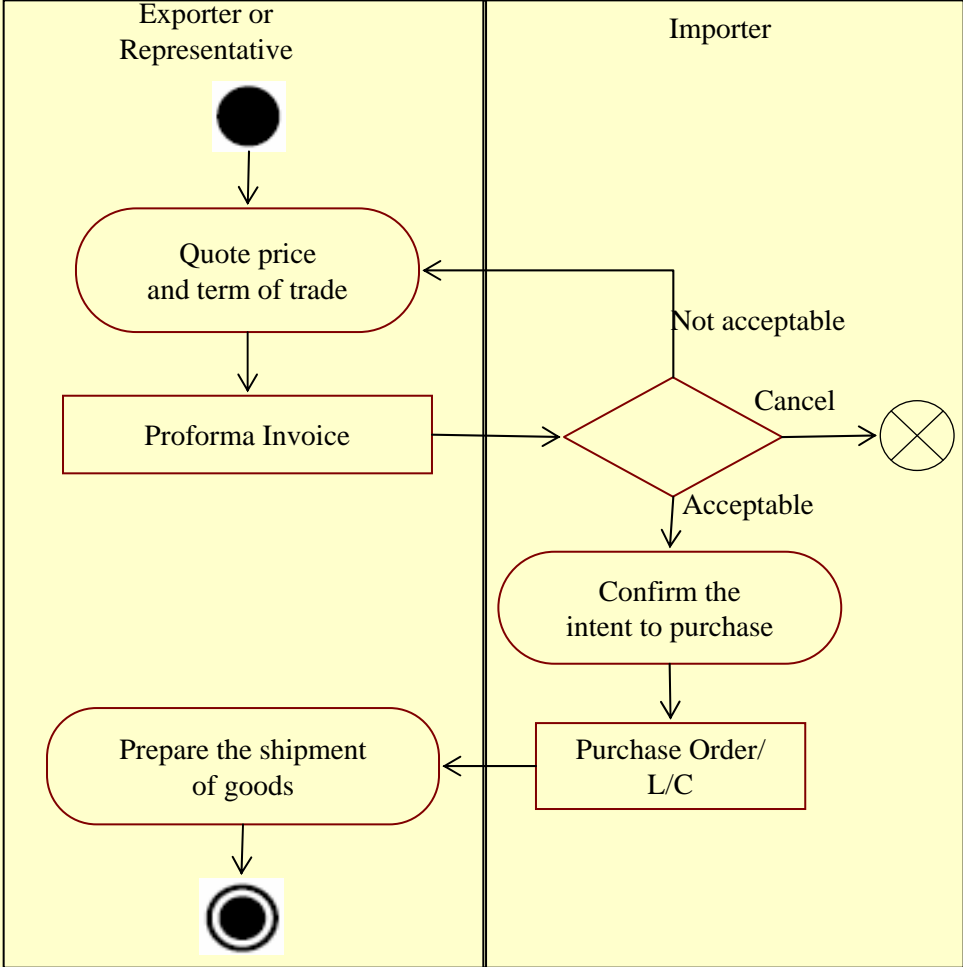 Exporter or
Representative
Importer
Quote price
and term of trade
Not acceptable
Cancel
Proforma Invoice
Acceptable
Confirm the
intent to purchase
Prepare the shipment
of goods
Purchase Order/
L/C